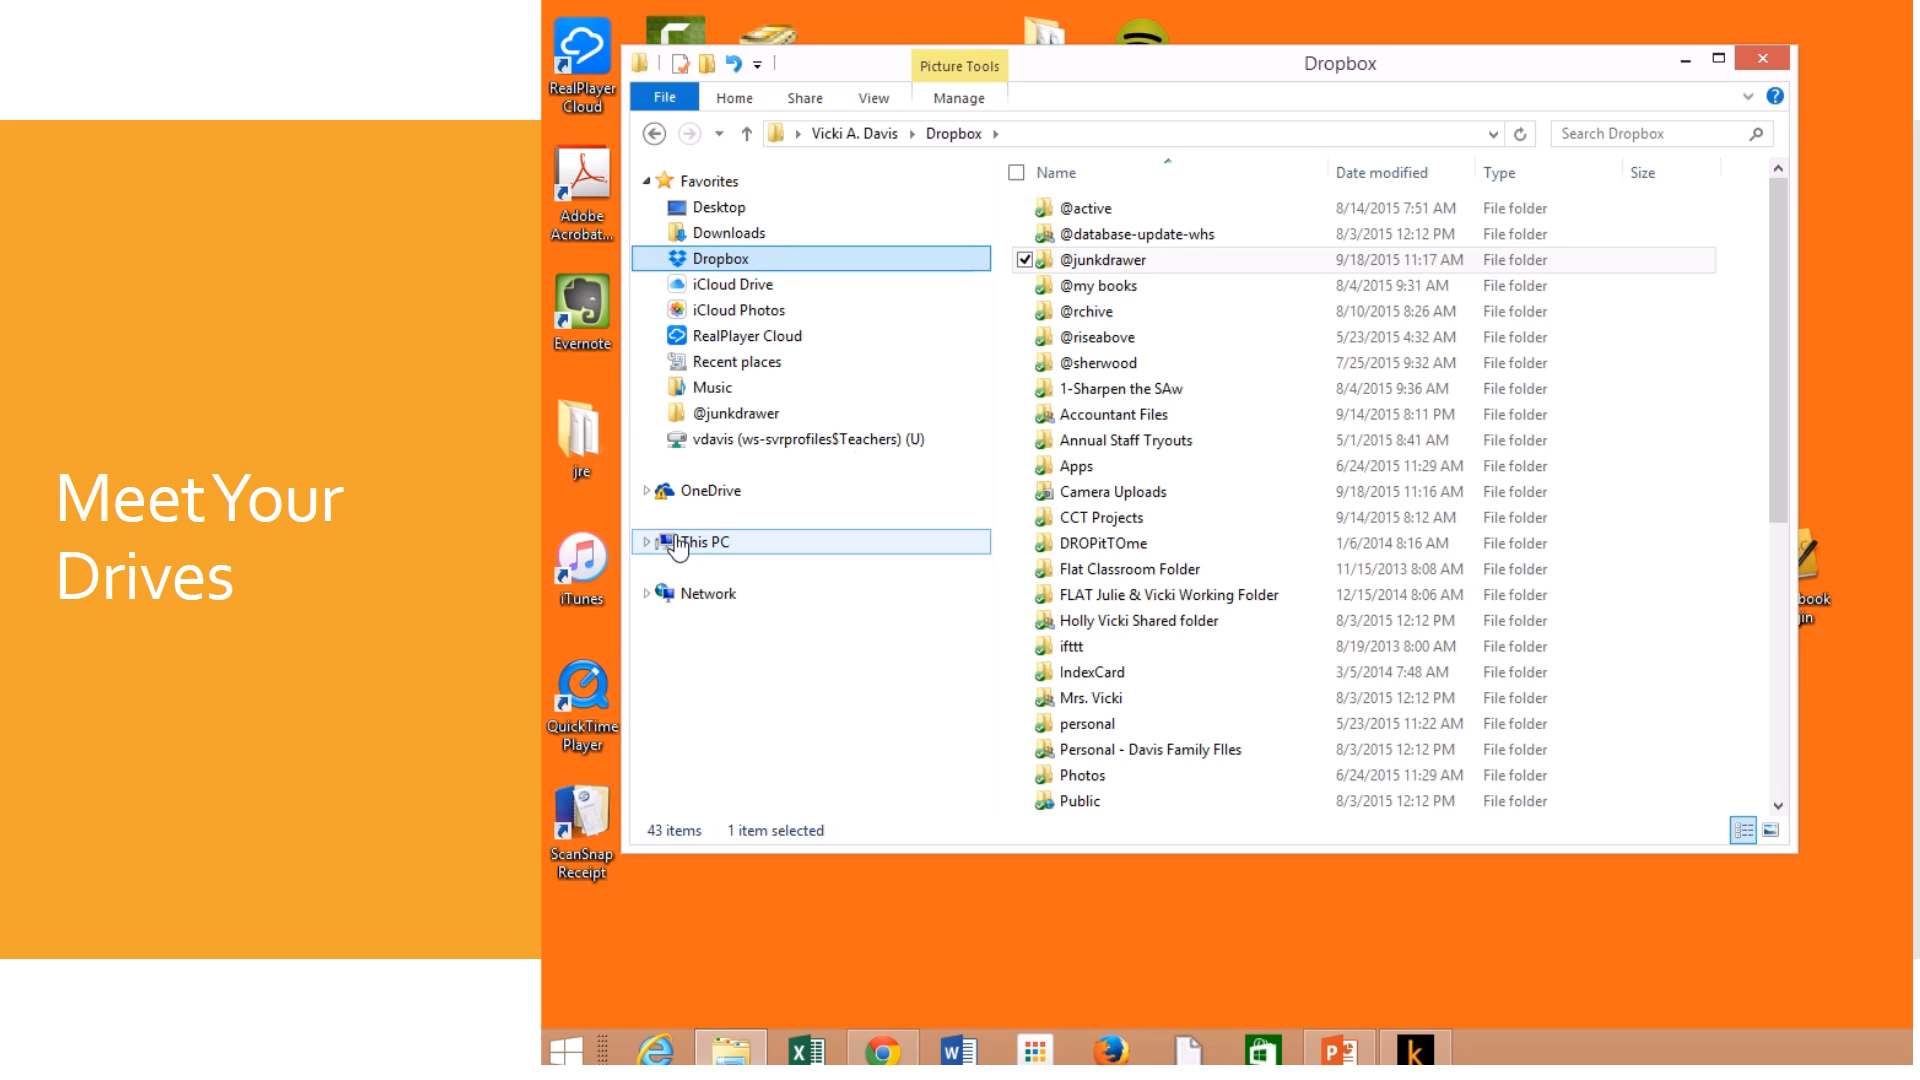 Meet Your
Drives
RealPlayer
Cloud
Adobe
Acrobat...
Evernote
jre
iTunes
QuickTime
Player
ScanSnap
Receipt
Picture Tools
Dropbox
File
Home
Share
View
Manage
Vicki A. Davis
Dropbox
Search Dropbox
Favorites
Desktop
Downloads
Dropbox
iCloud Drive
iCloud Photos
RealPlayer Cloud
Recent places
Music
@junkdrawer
vdavis (ws-svrprofiles$Teachers) (U)
OneDrive
This PC
Network
Name Date modified Type Size
@active 8/14/2015 7:51 AM File folder
@database-update-whs 8/3/2015 12:12 PM File folder
@junkdrawer 9/18/2015 11:17 AM File folder
@my books 8/4/2015 9:31 AM File folder
@rchive 8/10/2015 8:26 AM File folder
@riseabove 5/23/2015 4:32 AM File folder
@sherwood 7/25/2015 9:32 AM File folder
1-Sharpen the SAw 8/4/2015 9:36 AM File folder
Accountant Files 9/14/2015 8:11 PM File folder
Annual Staff Tryouts 5/1/2015 8:41 AM File folder
Apps 6/24/2015 11:29 AM File folder
Camera Uploads 9/18/2015 11:16 AM File folder
CCT Projects 9/14/2015 8:12 AM File folder
DROPitTOme 1/6/2014 8:16 AM File folder
Flat Classroom Folder 11/15/2013 8:08 AM File folder
FLAT Julie & Vicki Working Folder 12/15/2014 8:06 AM File folder
Holly Vicki Shared folder 8/3/2015 12:12 PM File folder
ifttt 8/19/2013 8:00 AM File folder
IndexCard 3/5/2014 7:48 AM File folder
Mrs. Vicki 8/3/2015 12:12 PM File folder
personal 5/23/2015 11:22 AM File folder
Personal - Davis Family FIles 8/3/2015 12:12 PM File folder
Photos 6/24/2015 11:29 AM File folder
Public 8/3/2015 12:12 PM File folder
43 items 1 item selected